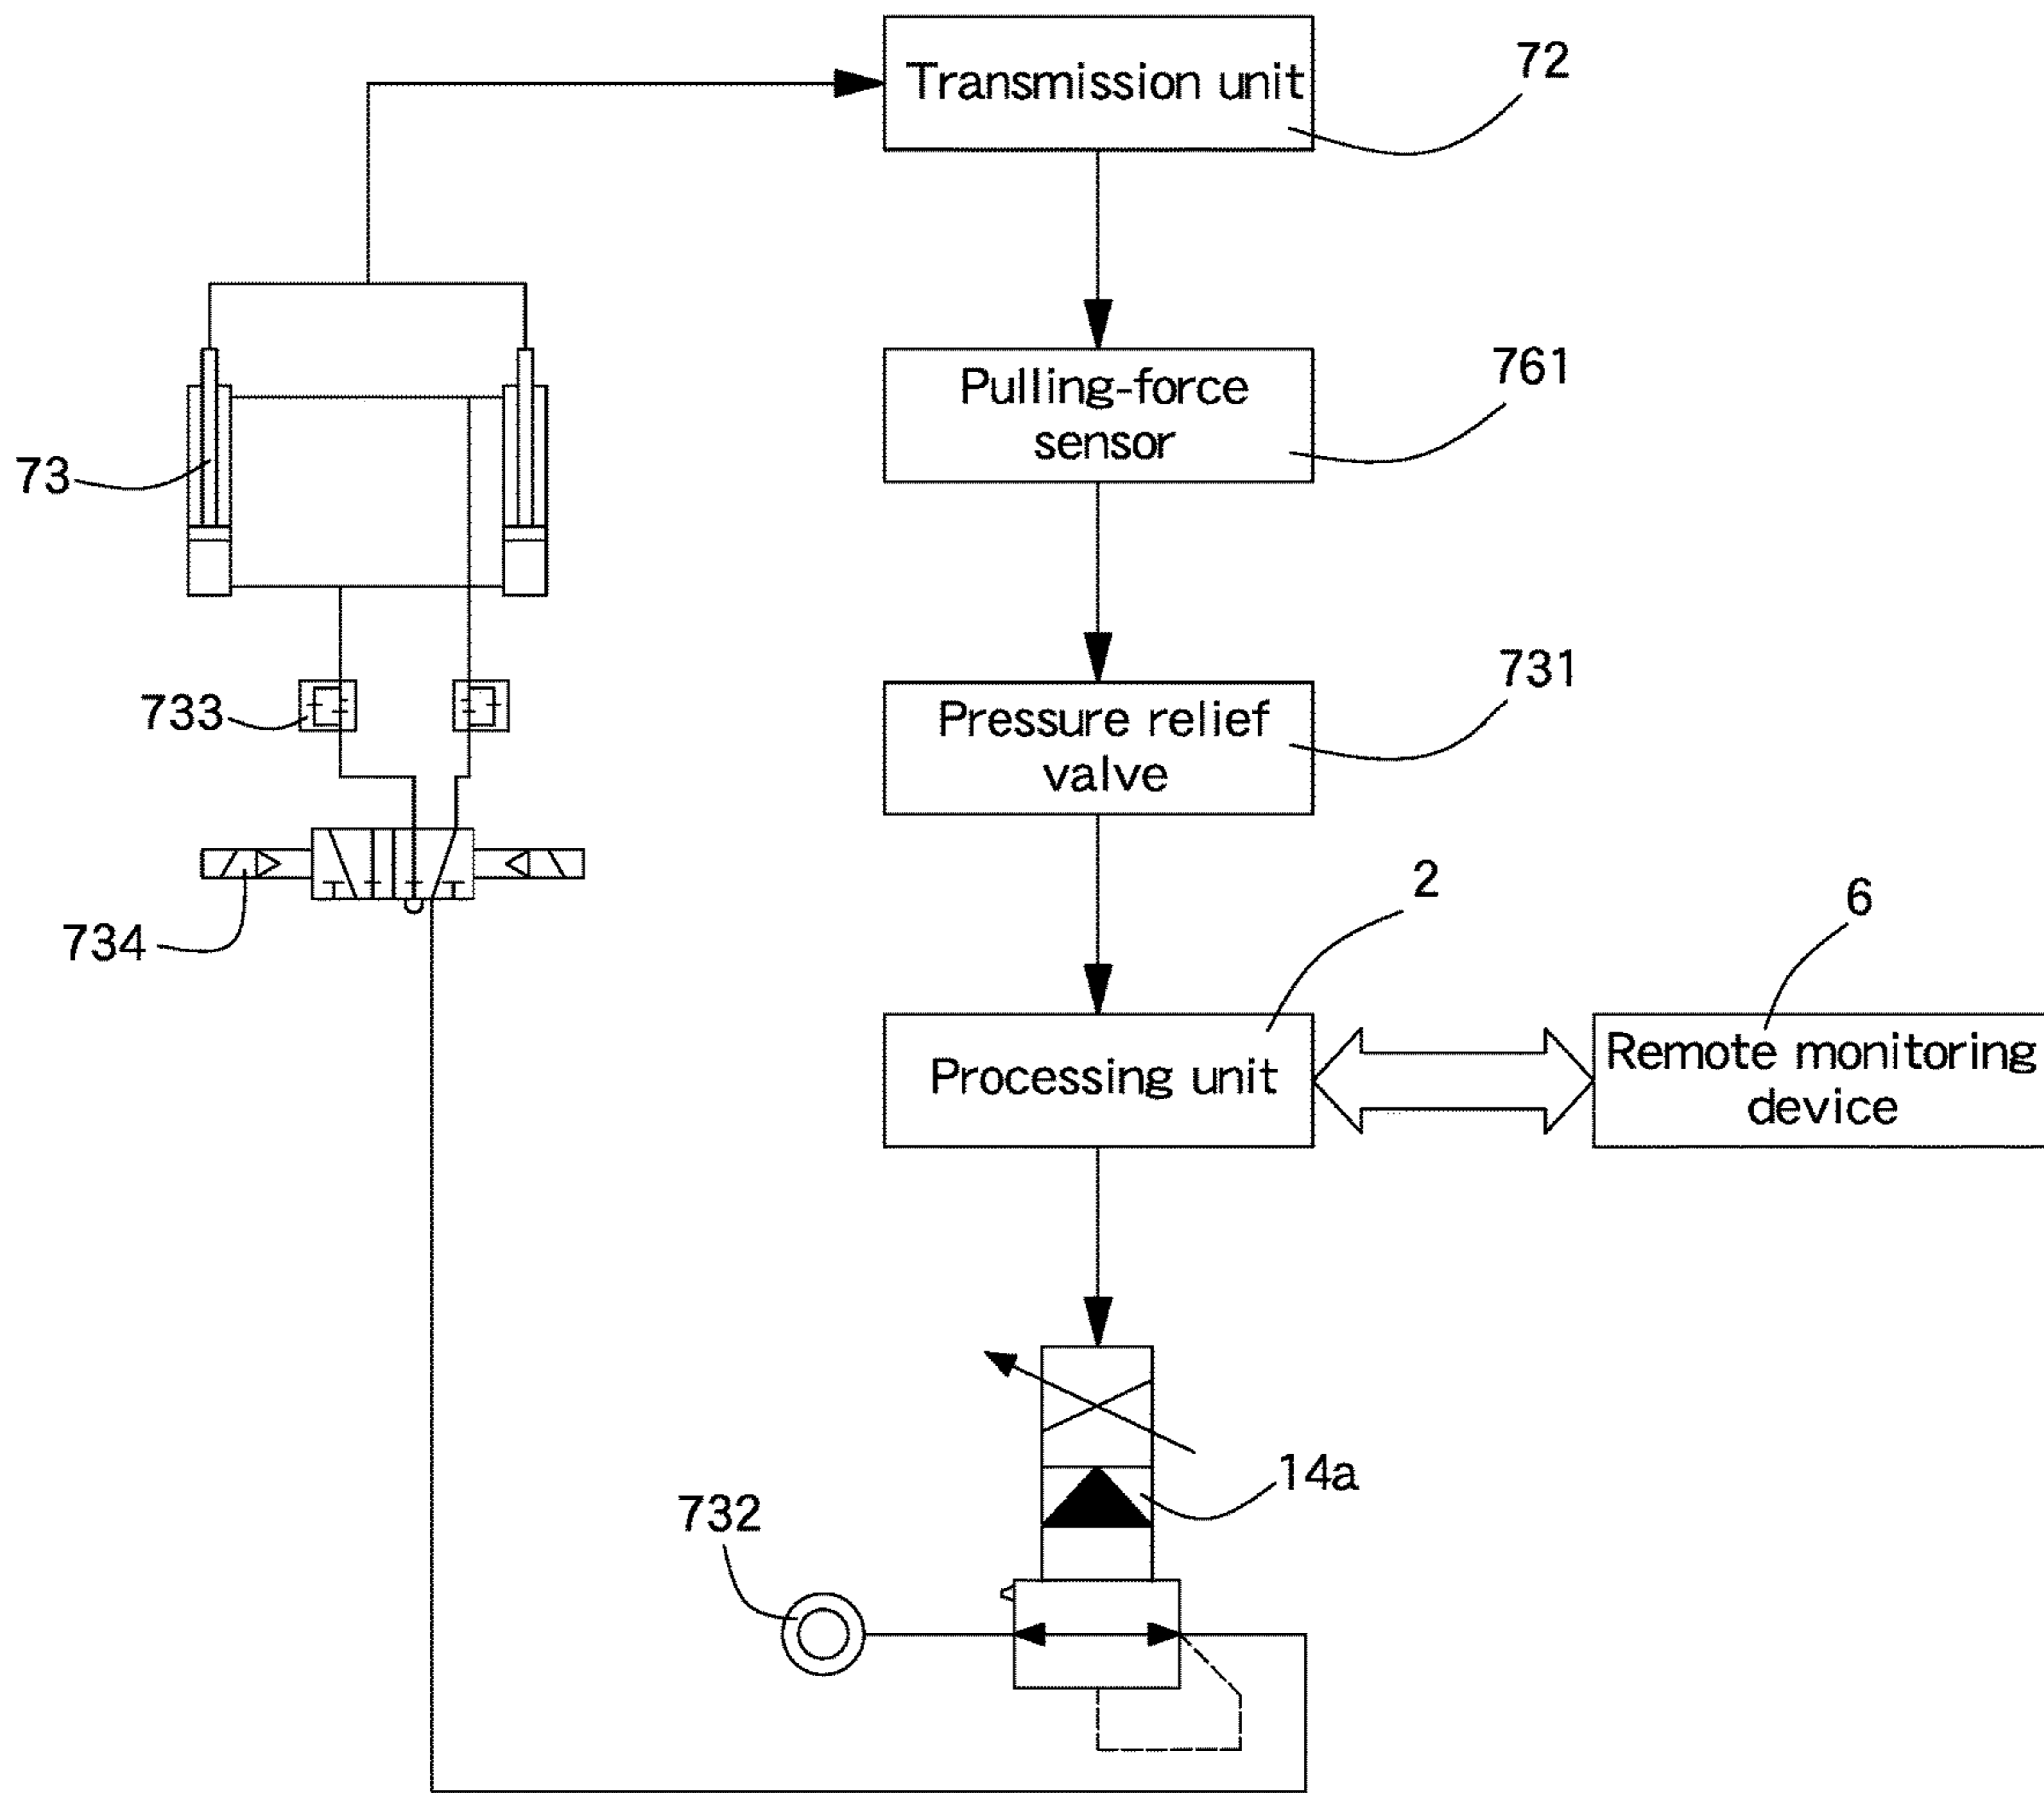 Transmission unit
72
Pulling-force
sensor
761
73
Pressure relief
valve
731
733
734
2
6
Processing unit
Remote monitoring
device
14a
732